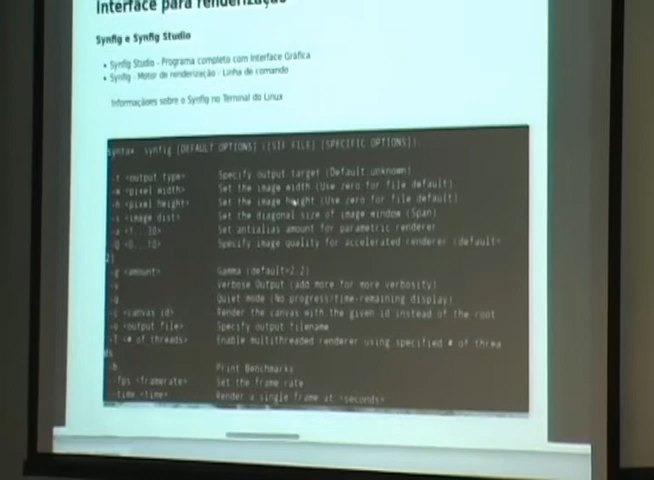 Interface para renderização
Synfig e Synfig Studio
Synfig Studio - Programa completo com Interface Gráfica
Synfig - Motor de renderização - Linha de comando
Informaçãoes sobre o Synfig no Terminal do Linux
syntax: synfig [DEFAULT OPTIONS] ([SIF FILE] [SPECIFIC OPTIONS])
-t <output type> Specify output target (Default:unknown)
-w <pixel width> Set the image width (Use zero for file default)
-h <pixel height> Set the image height (Use zero for file default)
-s <image dist> Set the diagonal size of image window (Span)
-a <1...30> Set antialias amount for parametric renderer
-Q <0...10> Specify image quality for accelerated renderer (default=
2)
-g <amount> Gamma (default=2.2)
-v Verbose Output (add more for more verbosity)
-q Quiet mode (No progress/time-remaining display)
-c <canvas id> Render the canvas with the given id instead of the root
-o <output file> Specify output filename
-T <# of threads> Enable multithreaded renderer using specified # of threa
ds
-b Print Benchmarks
--fps <framerate> Set the frame rate
--time <time> Render a single frame at <seconds>